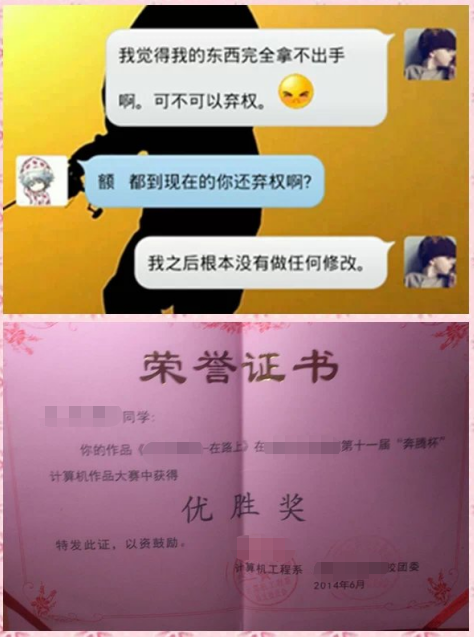 我觉得我的东西完全拿不出手
啊。可不可以弃权。
额 都到现在的你还弃权啊?
我之后根本没有做任何修改。
荣誉证书
同学:
你的作品《 -在路上》在 第十一届“奔腾杯”
计算机作品大赛中获得
优胜奖
特发此证，以资鼓励。
计算机工程系 校团委
2014年6月